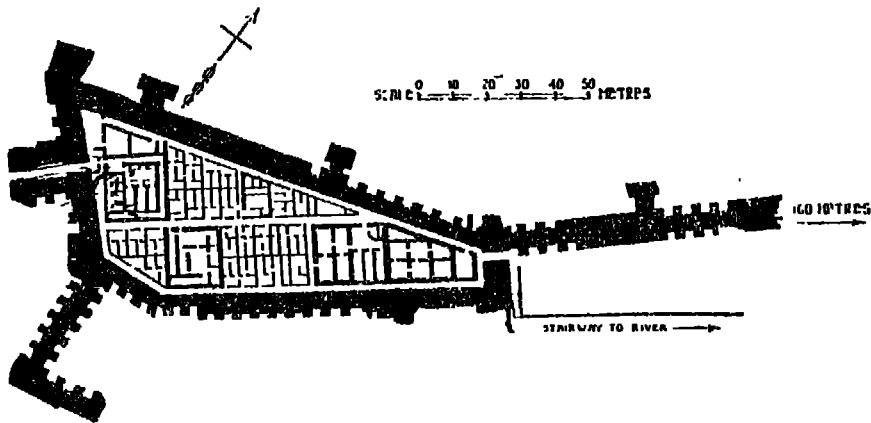 SCALE 0 10 20 30 40 50 METRES
160 METRES
STAIRWAY TO RIVER